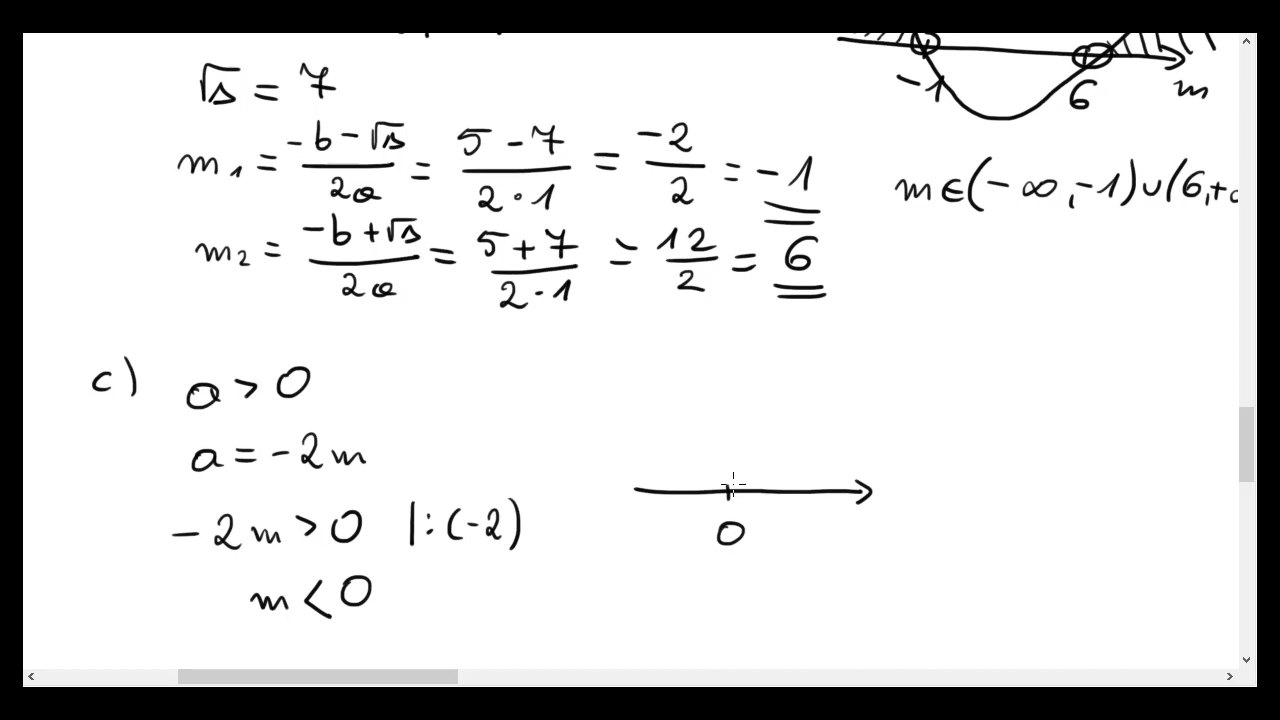 √Δ = 7
m₁ = (-b - √Δ)/(2a) = (5 - 7)/(2·1) = (-2)/2 = -1
m₂ = (-b + √Δ)/(2a) = (5 + 7)/(2·1) = 12/2 = 6
-1 6 m
m ∈ (-∞, -1) ∪ (6, +
c) a > 0
a = -2m
-2m > 0 |:(-2)
m < 0
0